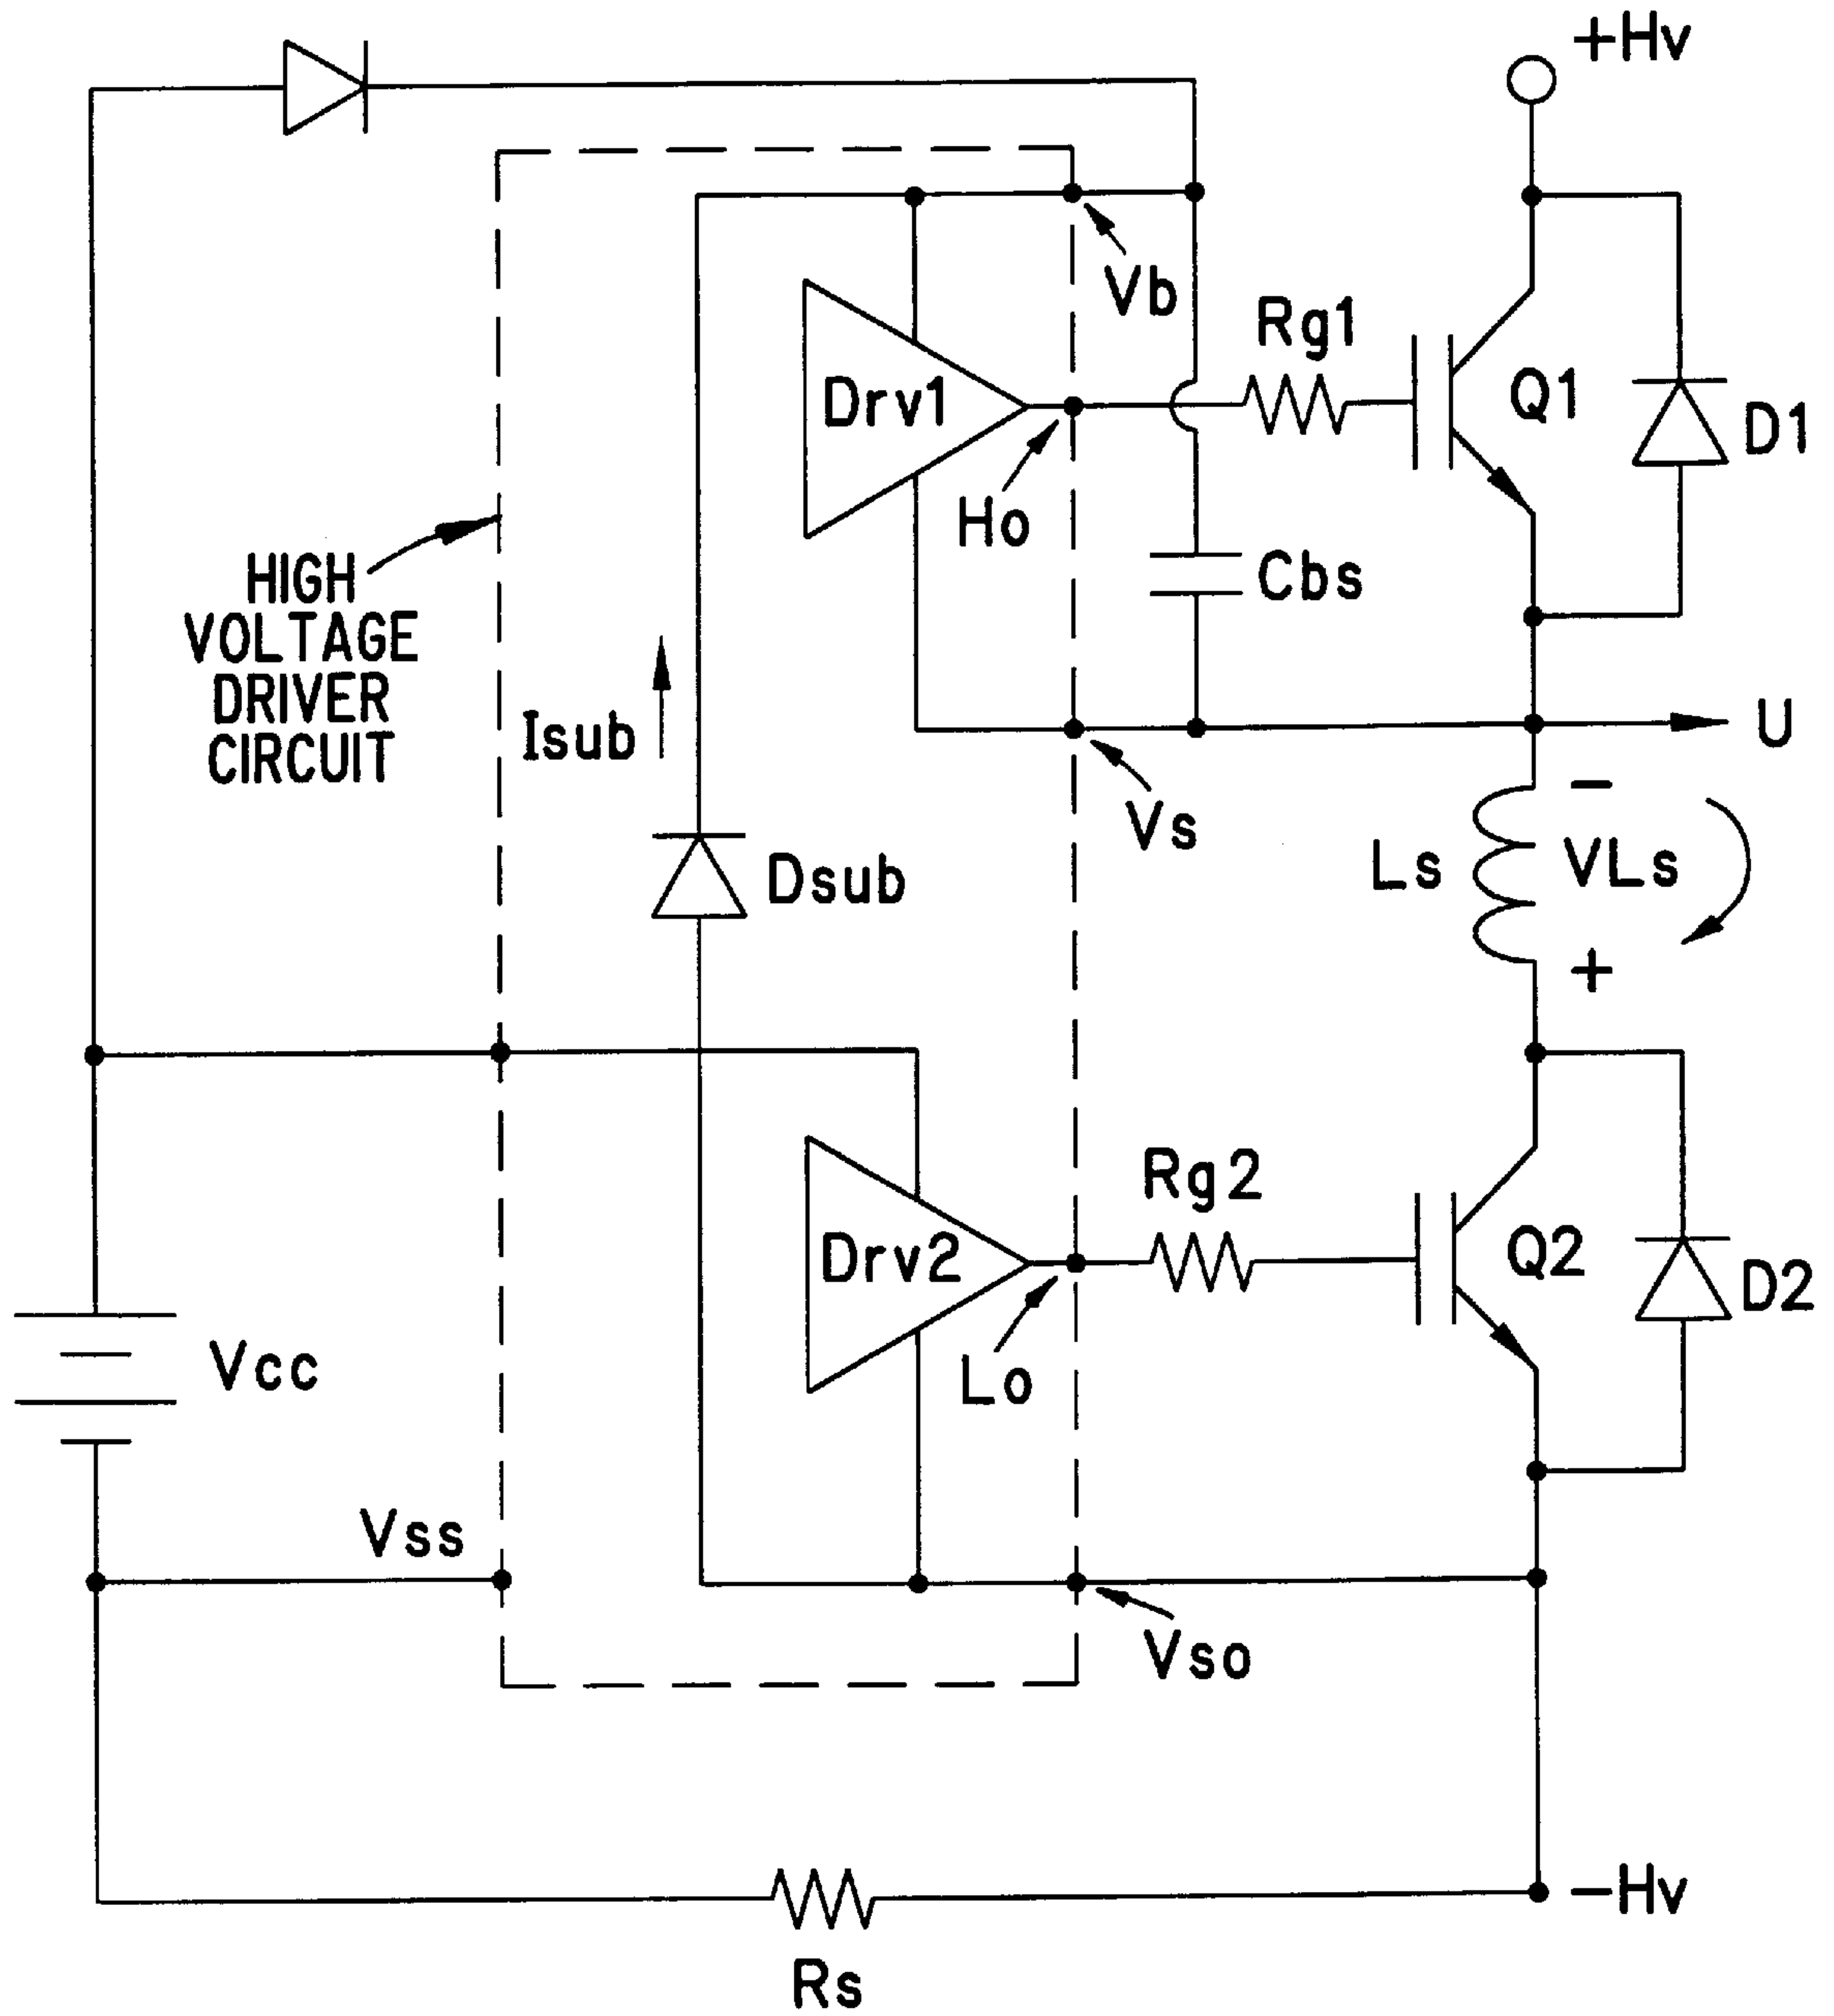 +Hv
Vb
Rg1
Drv1
Q1
D1
Ho
HIGH
VOLTAGE
DRIVER
CIRCUIT
Cbs
Isub
U
Vs
-
Ls
VLs
Dsub
+
Rg2
Drv2
Q2
D2
Vcc
Lo
Vss
Vso
-Hv
Rs